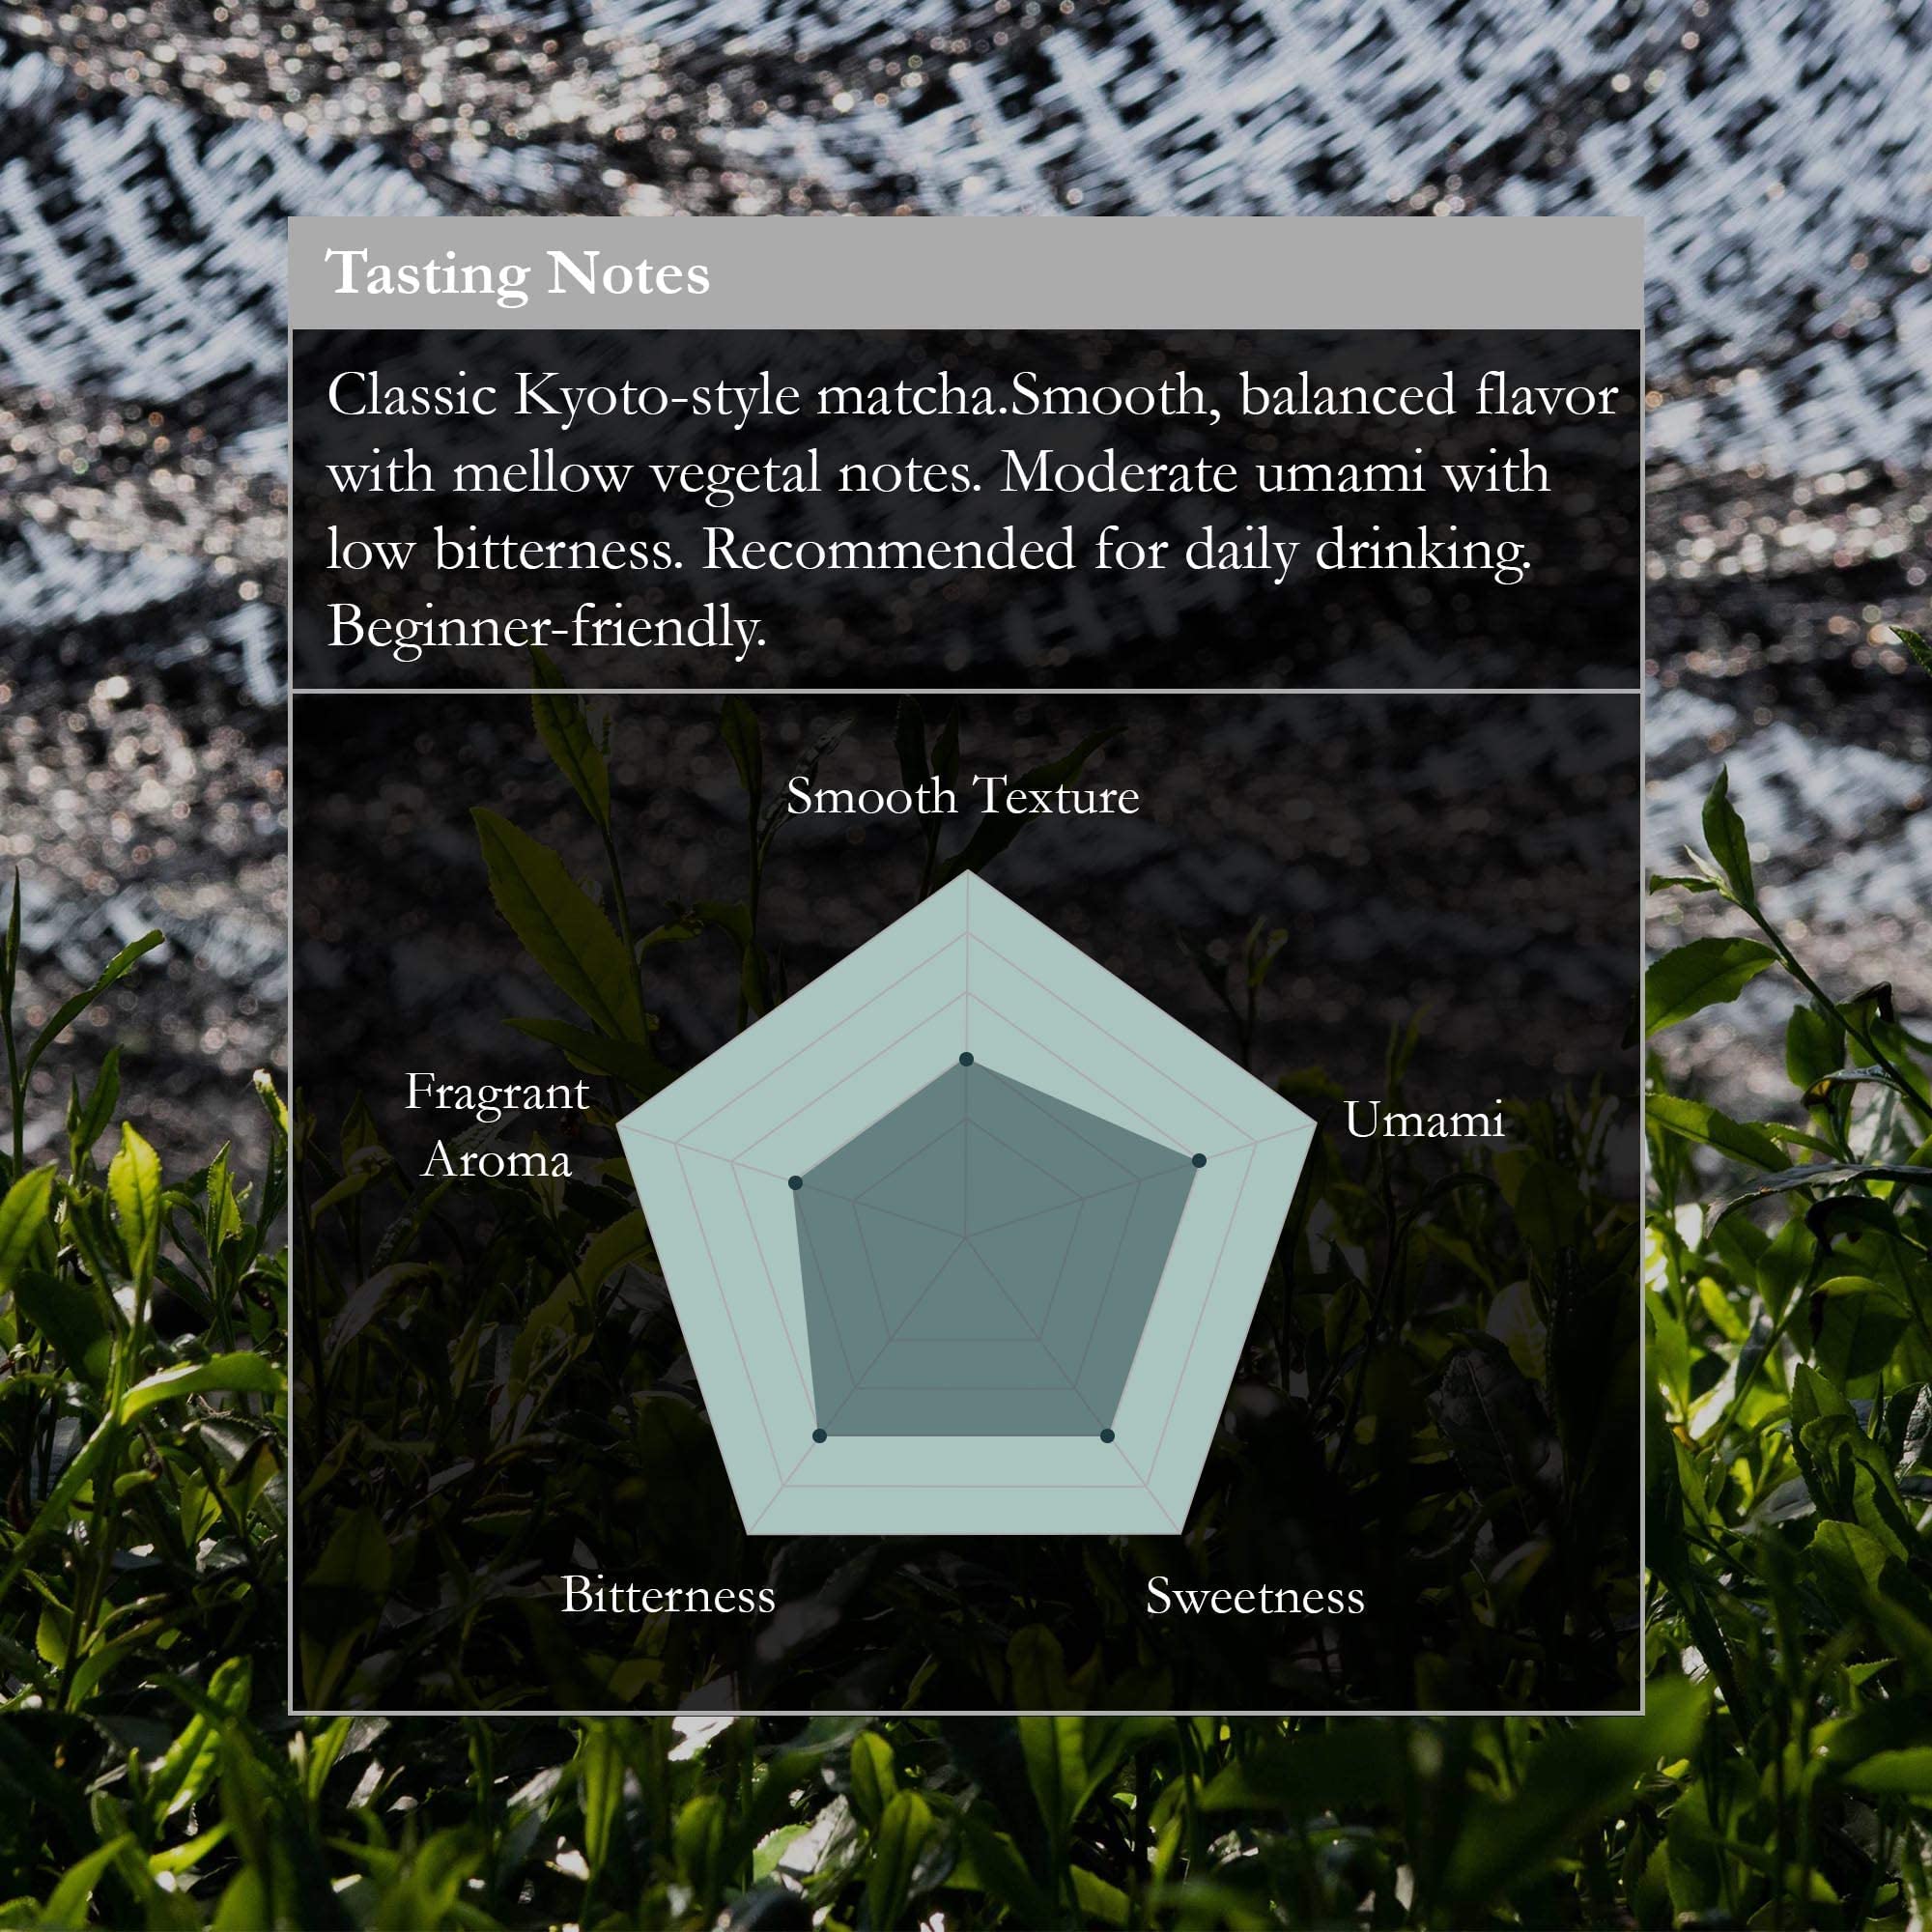 Tasting Notes
Classic Kyoto-style matcha.Smooth, balanced flavor
with mellow vegetal notes. Moderate umami with
low bitterness. Recommended for daily drinking.
Beginner-friendly.
Smooth Texture
Fragrant
Aroma
Umami
Bitterness
Sweetness